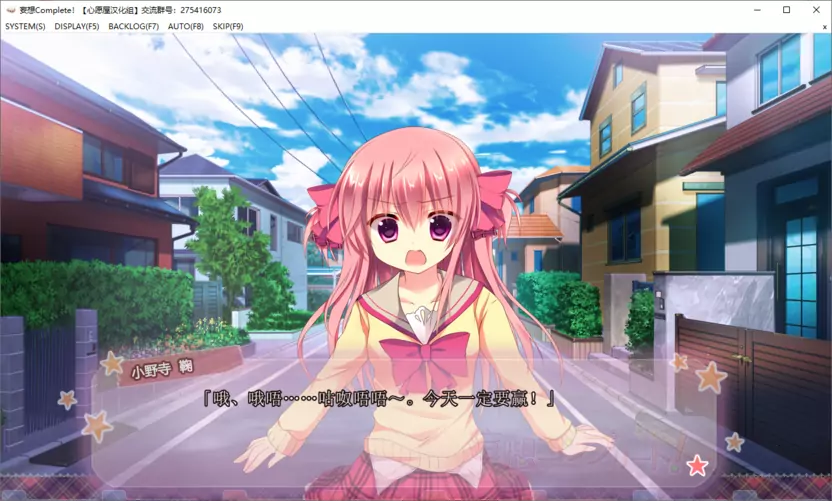 妄想Complete！【心愿屋汉化组】交流群号：275416073
SYSTEM(S) DISPLAY(F5) BACKLOG(F7) AUTO(F8) SKIP(F9)
小野寺 鞠
「哦、哦唔……咕呶唔唔～。今天一定要赢！」